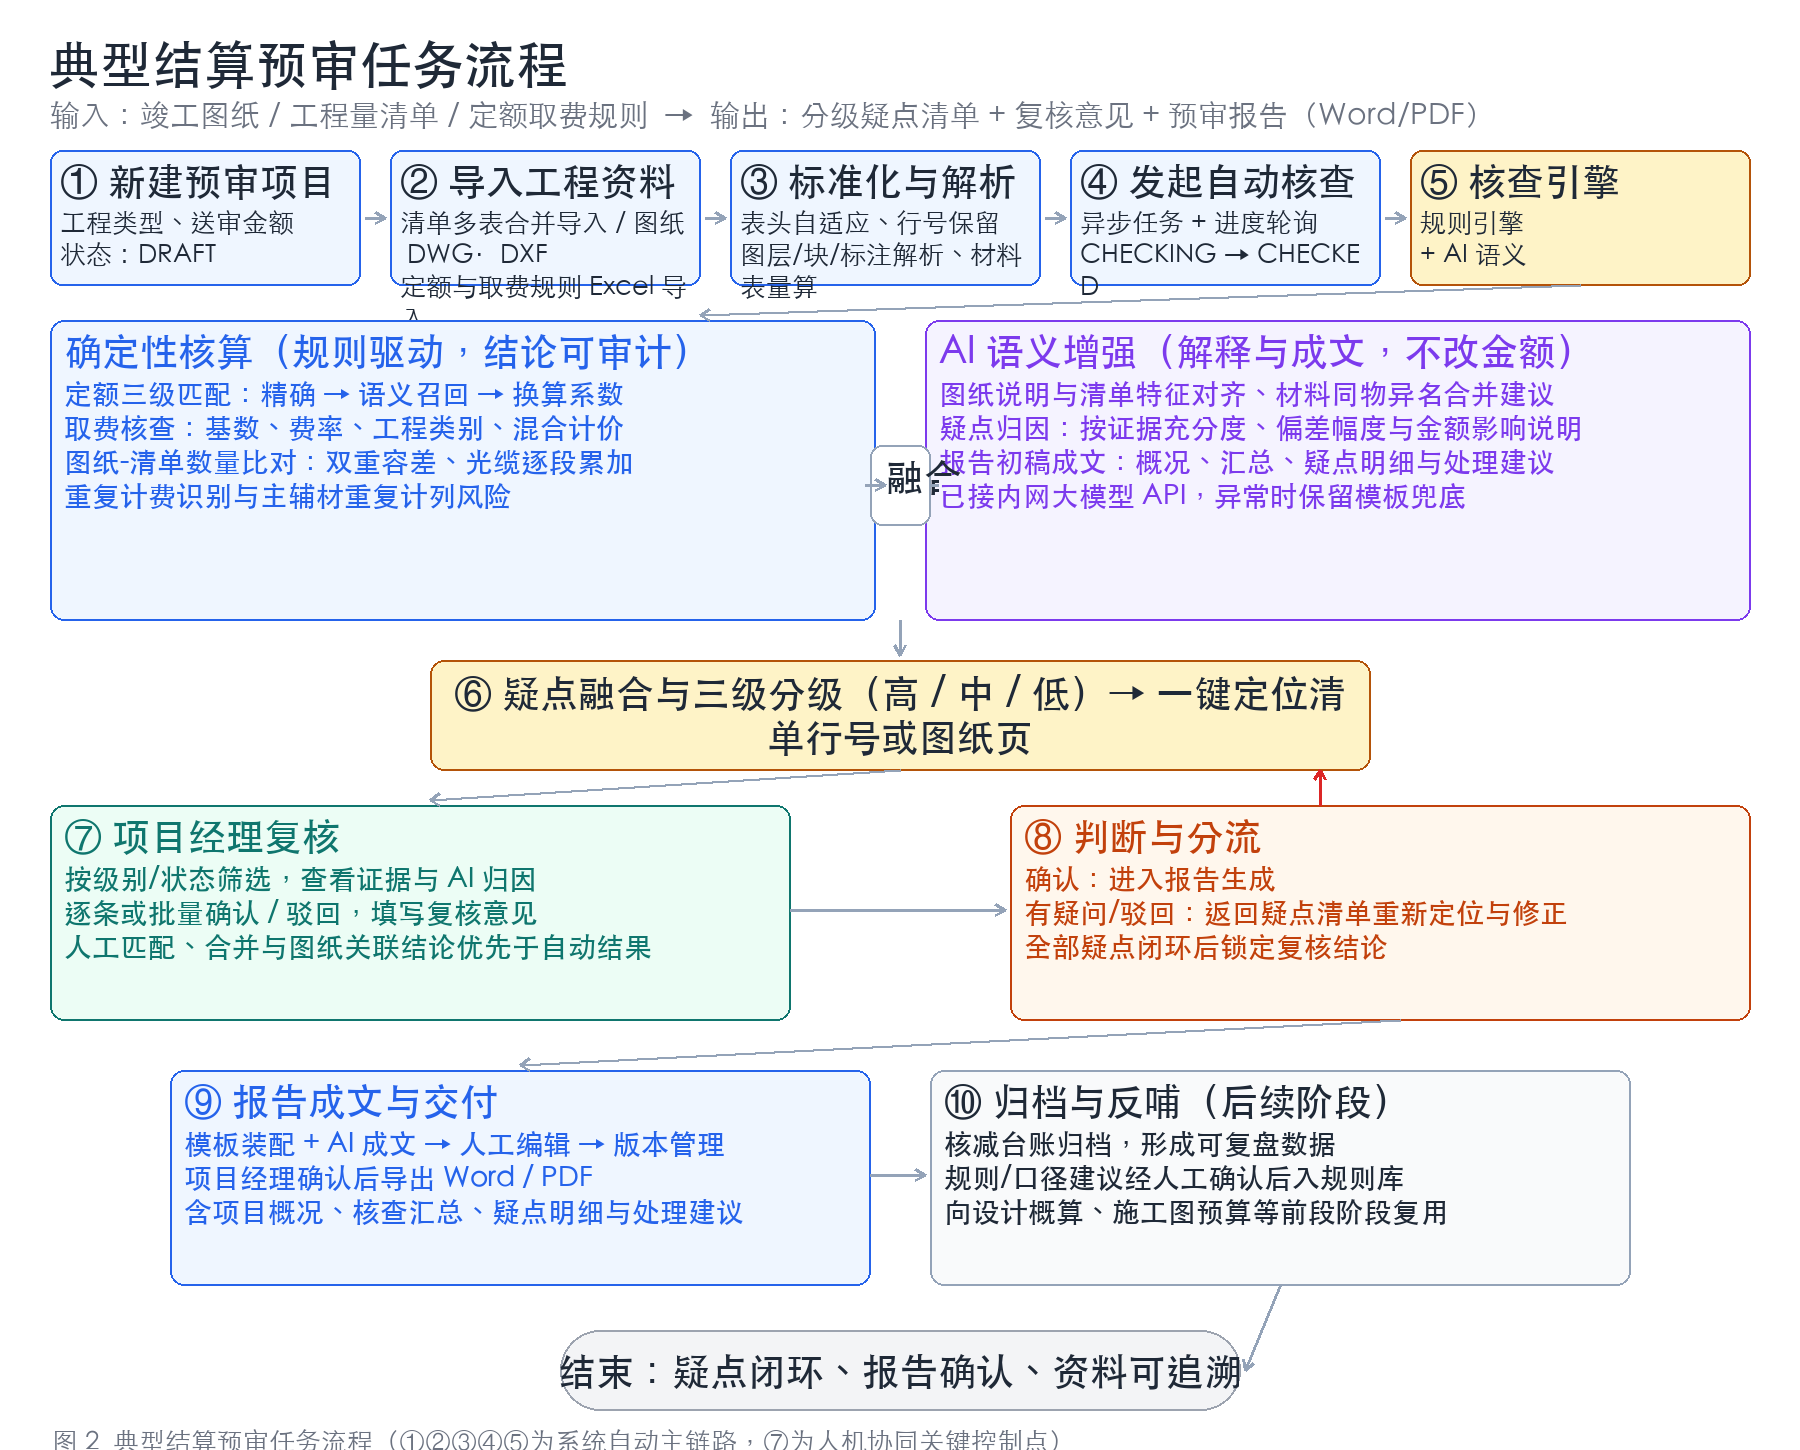 典型结算预审任务流程
输入：竣工图纸 / 工程量清单 / 定额取费规则 → 输出：分级疑点清单 + 复核意见 + 预审报告（Word/PDF）
① 新建预审项目
工程类型、送审金额
状态：DRAFT
② 导入工程资料
清单多表合并导入 / 图纸
DWG· DXF
定额与取费规则 Excel 导
入
③ 标准化与解析
表头自适应、行号保留
图层/块/标注解析、材料
表量算
④ 发起自动核查
异步任务 + 进度轮询
CHECKING → CHECKE
D
⑤ 核查引擎
规则引擎
+ AI 语义
确定性核算（规则驱动，结论可审计）
定额三级匹配：精确 → 语义召回 → 换算系数
取费核查：基数、费率、工程类别、混合计价
图纸-清单数量比对：双重容差、光缆逐段累加
重复计费识别与主辅材重复计列风险
融合
AI 语义增强（解释与成文，不改金额）
图纸说明与清单特征对齐、材料同物异名合并建议
疑点归因：按证据充分度、偏差幅度与金额影响说明
报告初稿成文：概况、汇总、疑点明细与处理建议
已接内网大模型 API，异常时保留模板兜底
⑥ 疑点融合与三级分级（高 / 中 / 低）→ 一键定位清
单行号或图纸页
⑦ 项目经理复核
按级别/状态筛选，查看证据与 AI 归因
逐条或批量确认 / 驳回，填写复核意见
人工匹配、合并与图纸关联结论优先于自动结果
⑧ 判断与分流
确认：进入报告生成
有疑问/驳回：返回疑点清单重新定位与修正
全部疑点闭环后锁定复核结论
⑨ 报告成文与交付
模板装配 + AI 成文 → 人工编辑 → 版本管理
项目经理确认后导出 Word / PDF
含项目概况、核查汇总、疑点明细与处理建议
⑩ 归档与反哺（后续阶段）
核减台账归档，形成可复盘数据
规则/口径建议经人工确认后入规则库
向设计概算、施工图预算等前段阶段复用
结束：疑点闭环、报告确认、资料可追溯
图 2 典型结算预审任务流程（①②③④⑤为系统自动主链路，⑦为人机协同关键控制点）